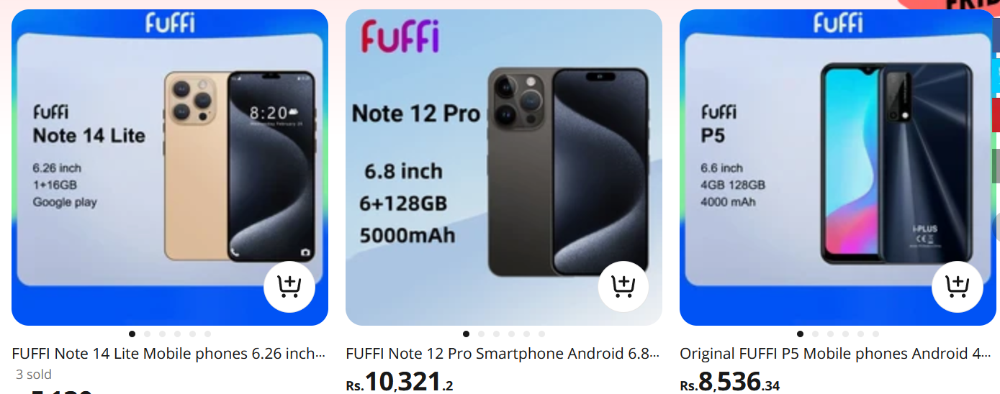 FUFFi
FUFFi
Note 14 Lite
6.26 inch
1+16GB
Google play
8:20
FUFFi
Note 12 Pro
6.8 inch
6+128GB
5000mAh
FUFFi
FUFFi
P5
6.6 inch
4GB 128GB
4000 mAh
i-PLUS
CE
FUFFI Note 14 Lite Mobile phones 6.26 inch...
3 sold
FUFFI Note 12 Pro Smartphone Android 6.8...
Rs.10,321.2
Original FUFFI P5 Mobile phones Android 4...
Rs.8,536.34